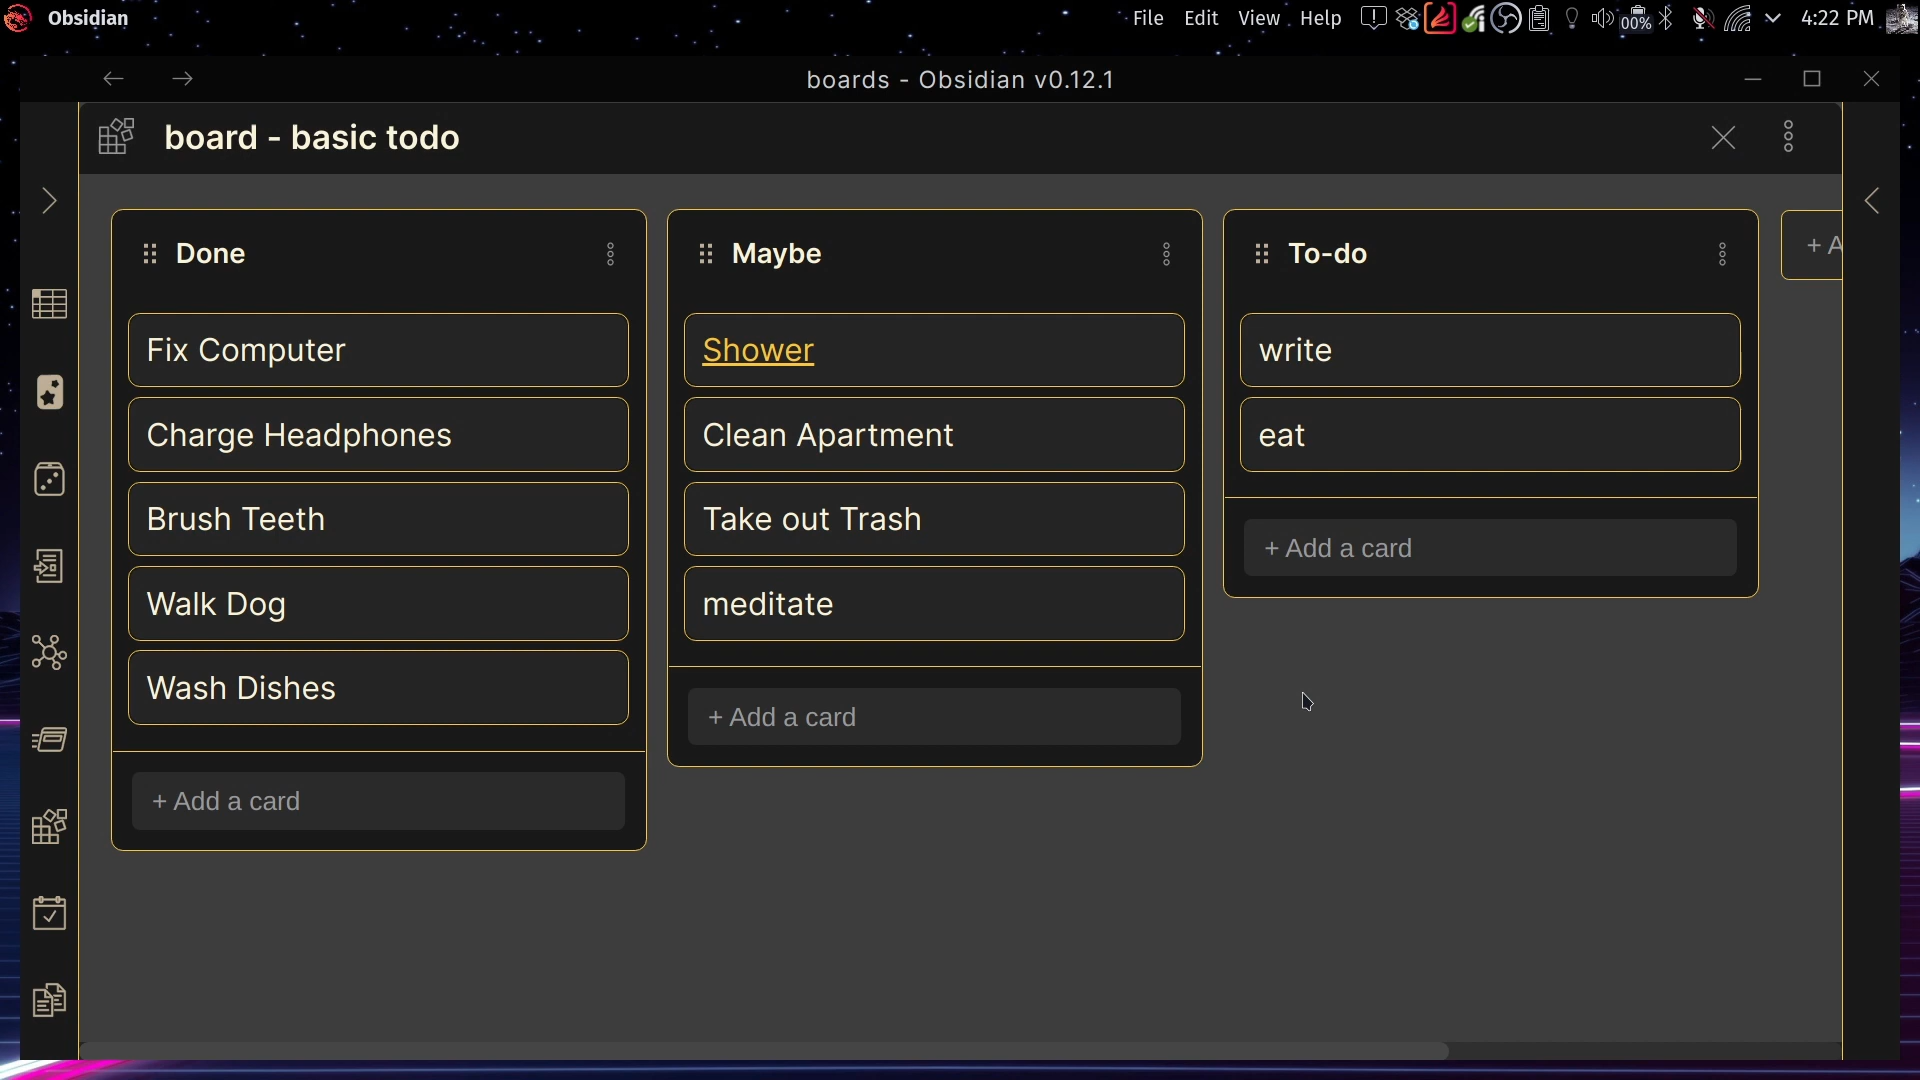 Obsidian
File Edit View Help 00% 4:22 PM
boards - Obsidian v0.12.1
board - basic todo
Done
Fix Computer
Charge Headphones
Brush Teeth
Walk Dog
Wash Dishes
+ Add a card
Maybe
Shower
Clean Apartment
Take out Trash
meditate
+ Add a card
To-do
write
eat
+ Add a card
+ A